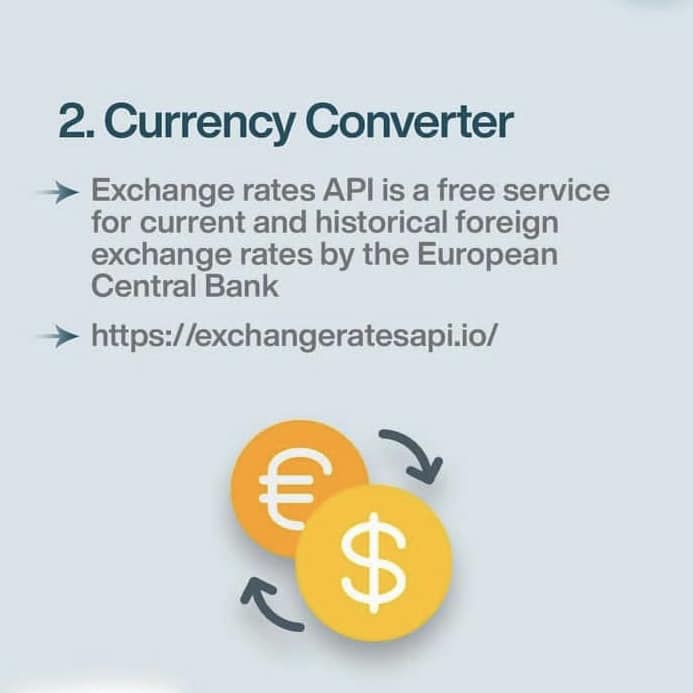 2. Currency Converter
Exchange rates API is a free service
for current and historical foreign
exchange rates by the European
Central Bank
https://exchangeratesapi.io/
€
$